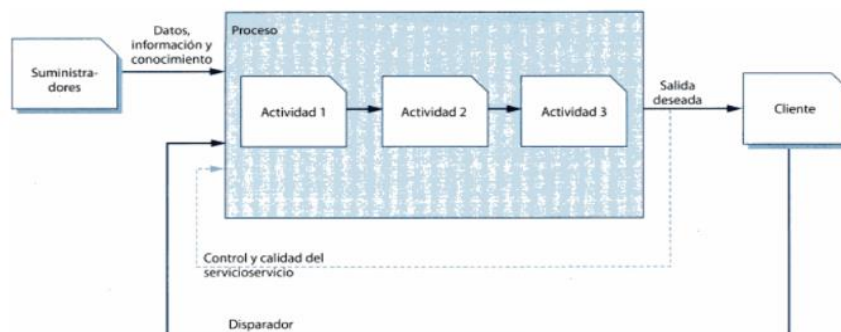 Proceso
Datos,
información y
conocimiento
Suministra-
dores
Actividad 1
Actividad 2
Actividad 3
Salida
deseada
Cliente
Control y calidad del
servicioservicio
Disparador